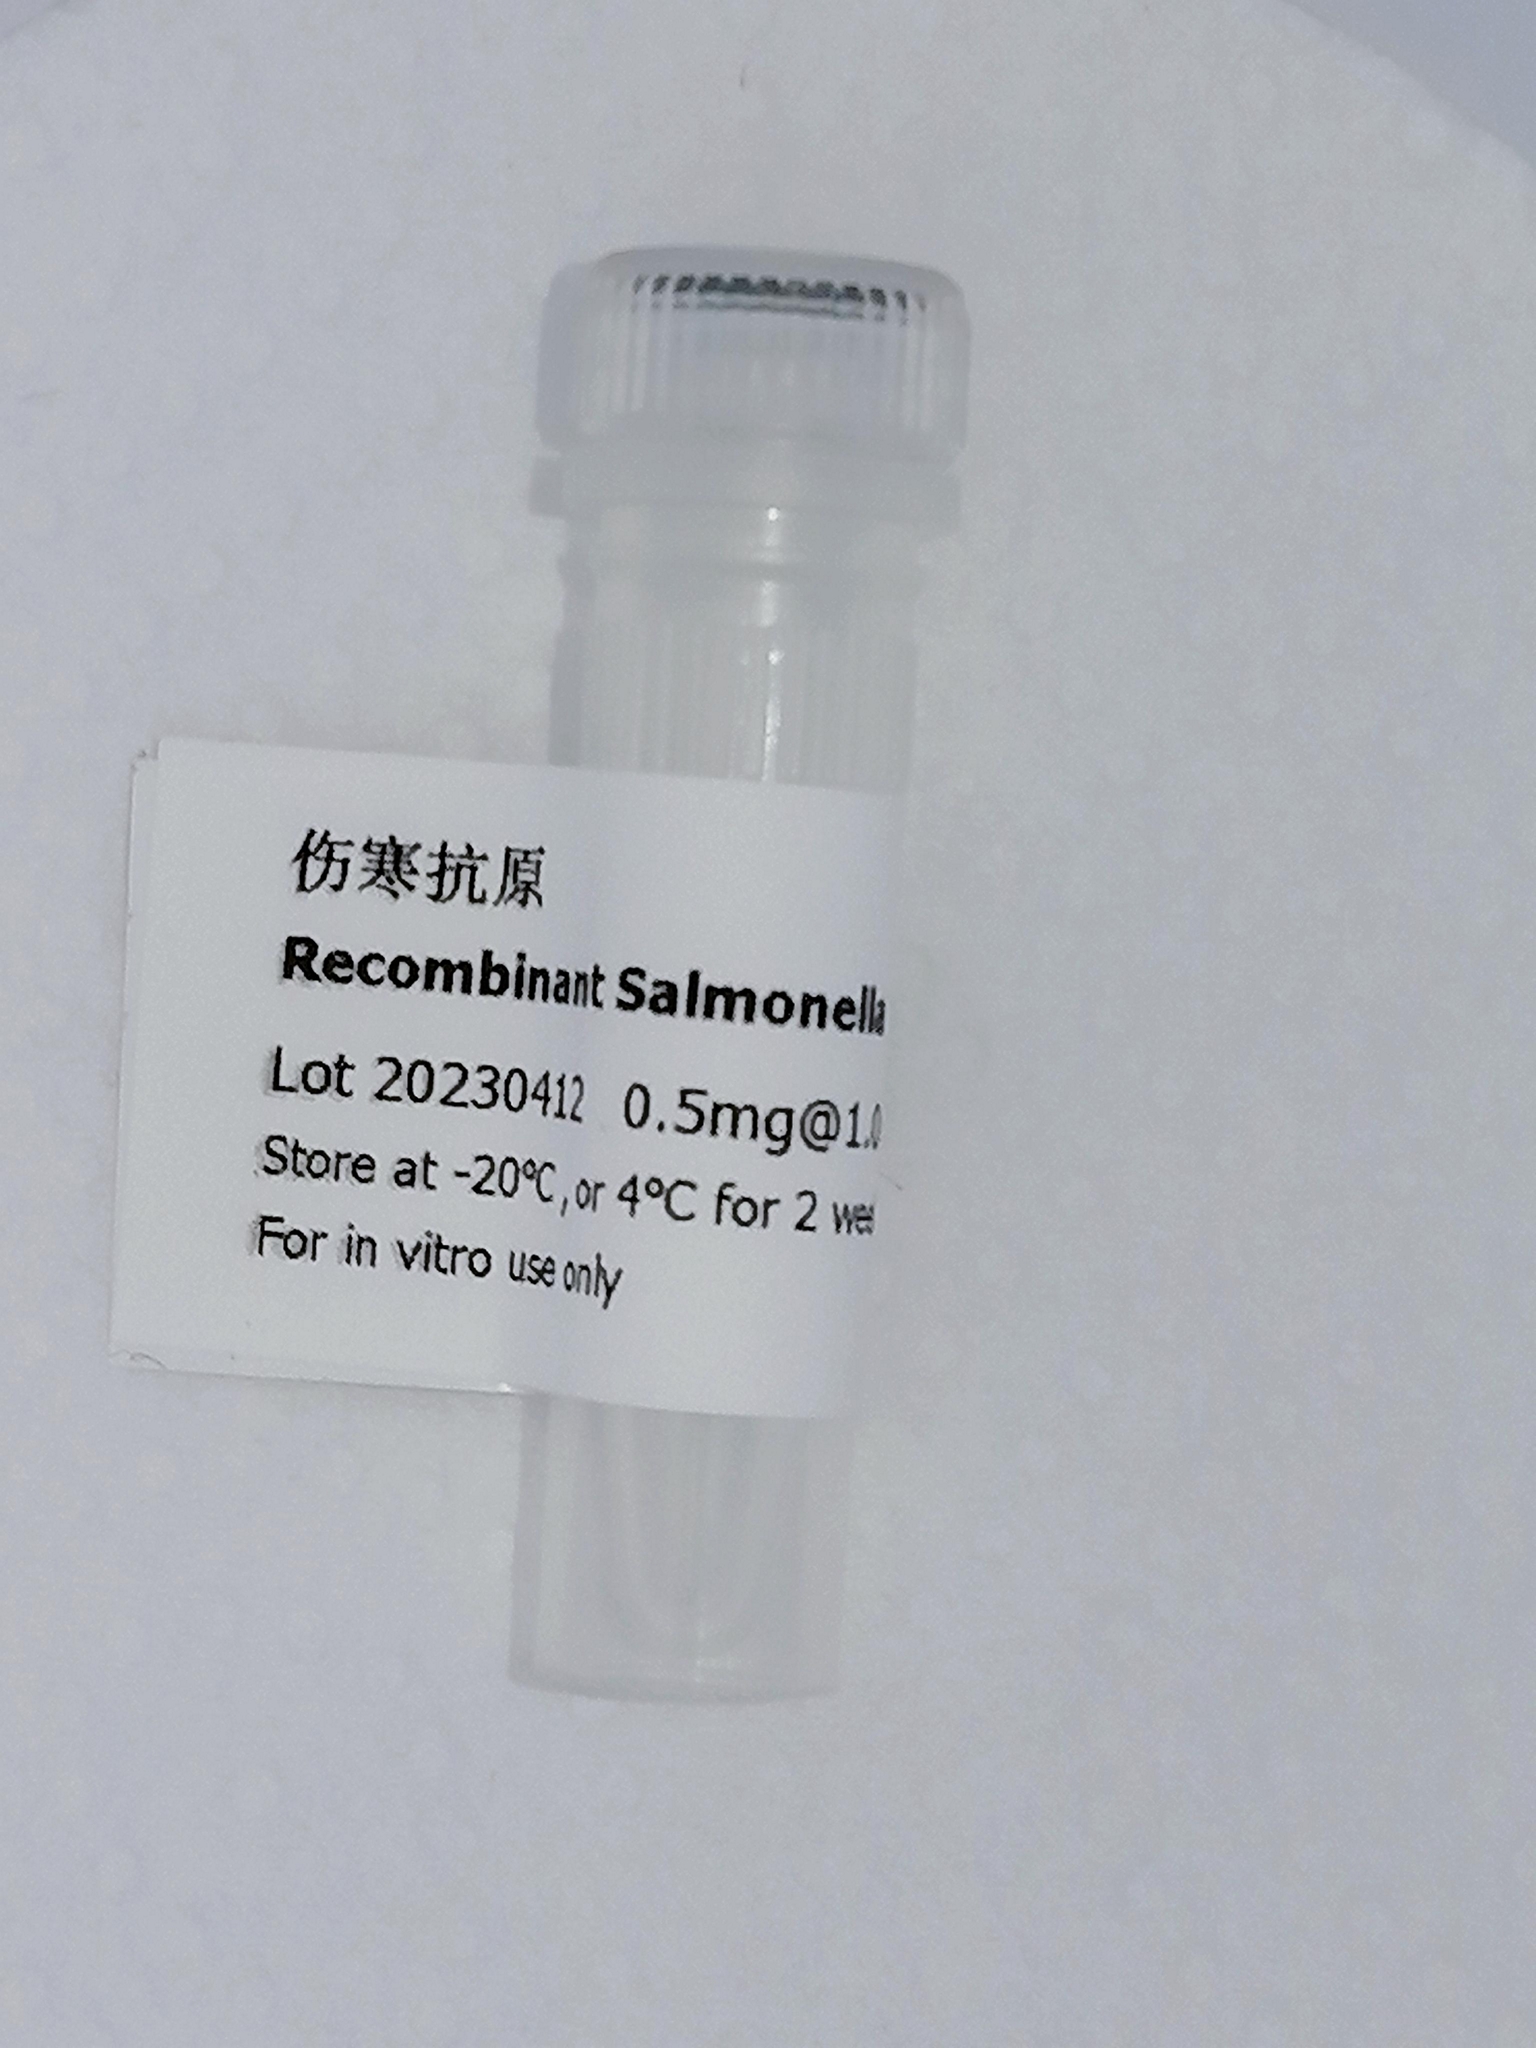 伤寒抗原
Recombinant Salmonella
Lot 20230412 0.5mg@1.0
Store at -20℃,or 4℃ for 2
For in vitro use only